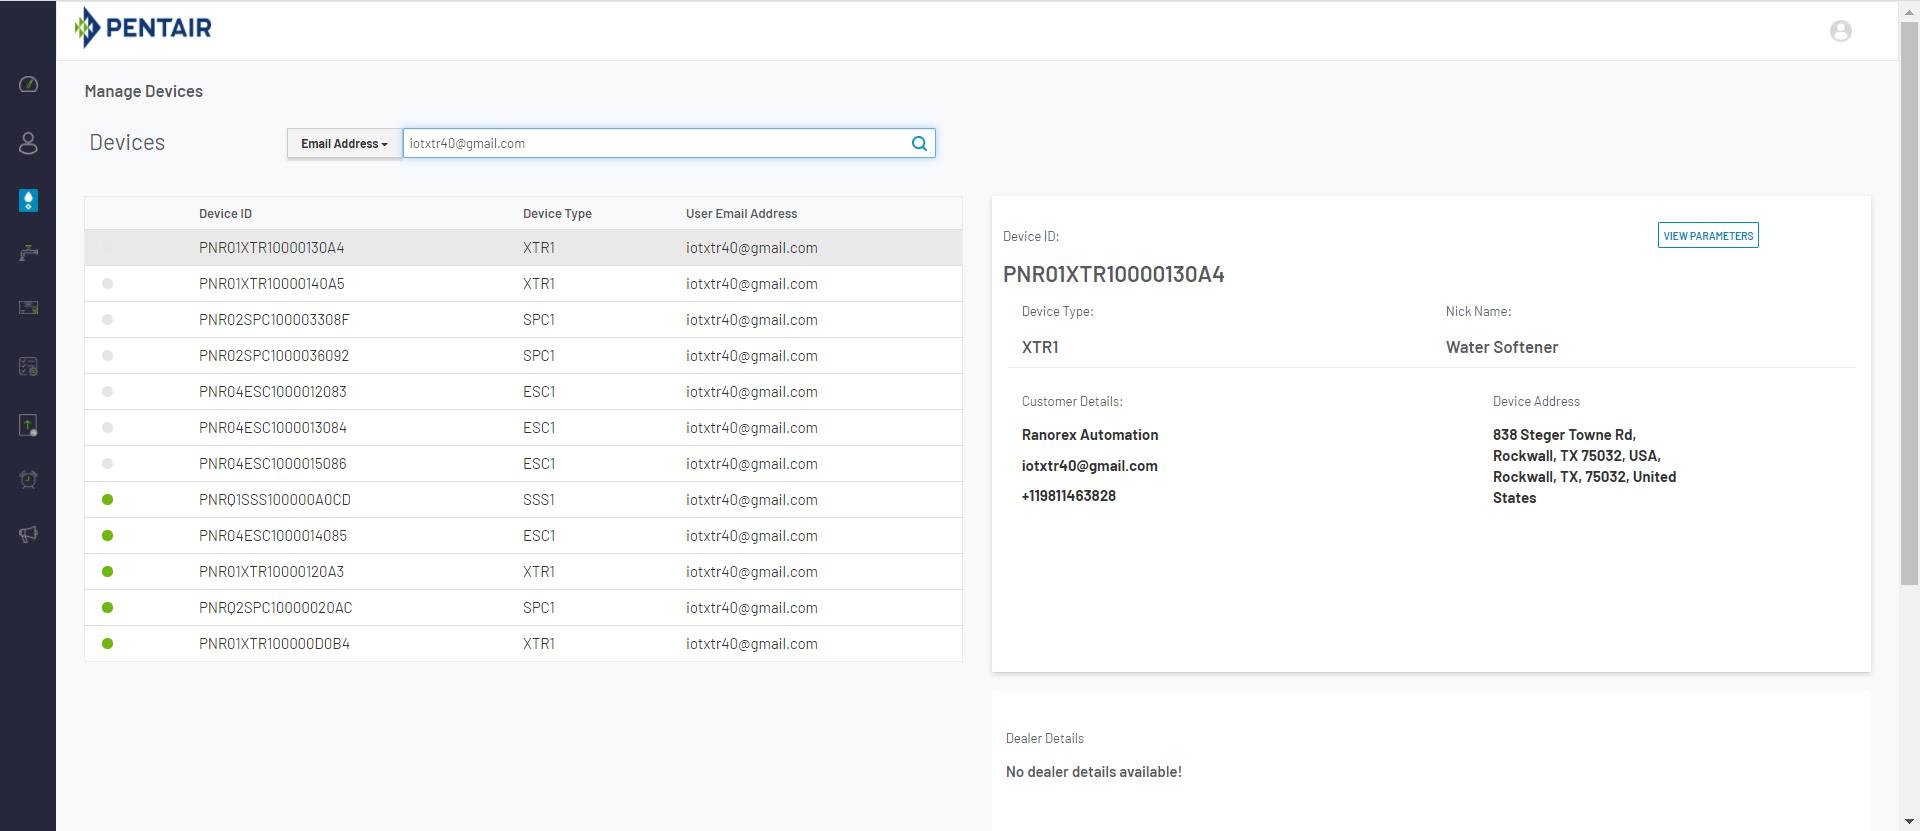 PENTAIR
Manage Devices
Devices
Email Address
iotxtr40@gmail.com
Device ID Device Type User Email Address
PNR01XTR10000130A4 XTR1 iotxtr40@gmail.com
PNR01XTR10000140A5 XTR1 iotxtr40@gmail.com
PNR02SPC100003308F SPC1 iotxtr40@gmail.com
PNR02SPC1000036092 SPC1 iotxtr40@gmail.com
PNR04ESC1000012083 ESC1 iotxtr40@gmail.com
PNR04ESC1000013084 ESC1 iotxtr40@gmail.com
PNR04ESC1000015086 ESC1 iotxtr40@gmail.com
PNRQ1SSS100000A0CD SSS1 iotxtr40@gmail.com
PNR04ESC1000014085 ESC1 iotxtr40@gmail.com
PNR01XTR10000120A3 XTR1 iotxtr40@gmail.com
PNRQ2SPC10000020AC SPC1 iotxtr40@gmail.com
PNR01XTR100000D0B4 XTR1 iotxtr40@gmail.com
Device ID:
VIEW PARAMETERS
PNR01XTR10000130A4
Device Type: Nick Name:
XTR1 Water Softener
Customer Details:
Ranorex Automation
iotxtr40@gmail.com
+119811463828
Device Address
838 Steger Towne Rd,
Rockwall, TX 75032, USA,
Rockwall, TX, 75032, United
States
Dealer Details
No dealer details available!